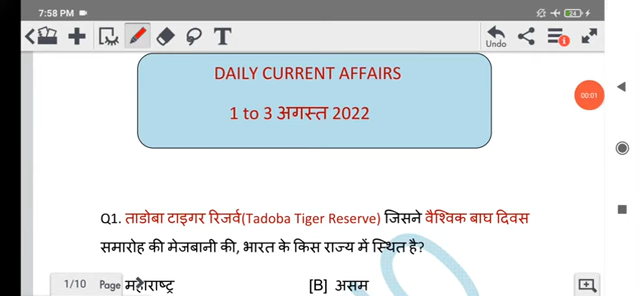 7:58 PM
24
T
Undo
00:01
DAILY CURRENT AFFAIRS
1 to 3 अगस्त 2022
Q1. ताडोबा टाइगर रिजर्व(Tadoba Tiger Reserve) जिसने वैश्विक बाघ दिवस
समारोह की मेजबानी की, भारत के किस राज्य में स्थित है?
1/10 Page महाराष्ट्र [B] असम